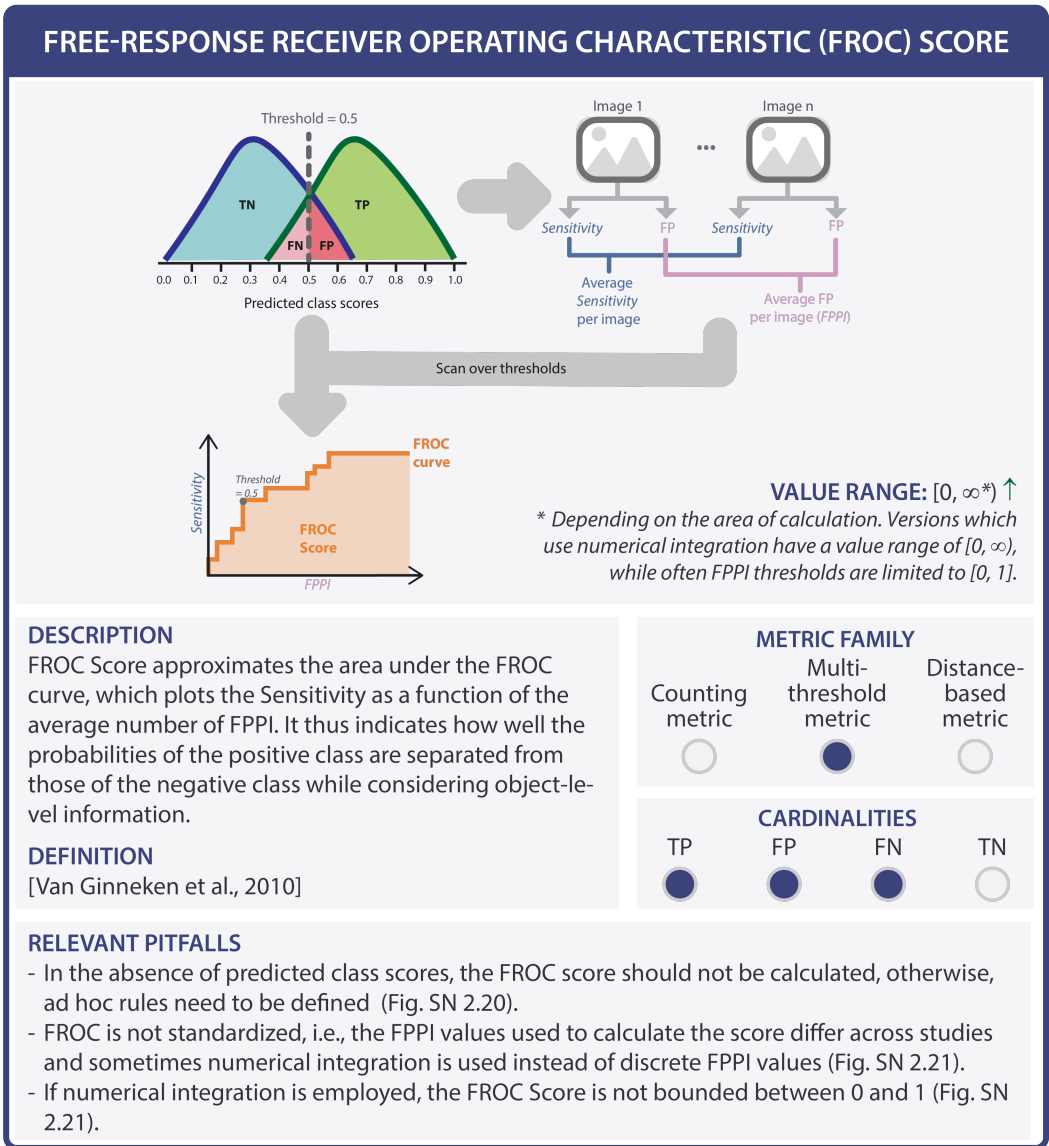 FREE-RESPONSE RECEIVER OPERATING CHARACTERISTIC (FROC) SCORE
Threshold = 0.5
TN
TP
FN
FP
0.0 0.1 0.2 0.3 0.4 0.5 0.6 0.7 0.8 0.9 1.0
Predicted class scores
Image 1
...
Image n
Sensitivity
FP
Sensitivity
FP
Average
Sensitivity
per image
Average FP
per image (FPPI)
Scan over thresholds
Sensitivity
Threshold
= 0.5
FROC
curve
FROC
Score
FPPI
VALUE RANGE: [0, ∞*) ↑
* Depending on the area of calculation. Versions which
use numerical integration have a value range of [0, ∞),
while often FPPI thresholds are limited to [0, 1].
DESCRIPTION
FROC Score approximates the area under the FROC
curve, which plots the Sensitivity as a function of the
average number of FPPI. It thus indicates how well the
probabilities of the positive class are separated from
those of the negative class while considering object-le-
vel information.
DEFINITION
[Van Ginneken et al., 2010]
METRIC FAMILY
Counting
metric
Multi-
threshold
metric
Distance-
based
metric
CARDINALITIES
TP FP FN TN
RELEVANT PITFALLS
- In the absence of predicted class scores, the FROC score should not be calculated, otherwise,
ad hoc rules need to be defined (Fig. SN 2.20).
- FROC is not standardized, i.e., the FPPI values used to calculate the score differ across studies
and sometimes numerical integration is used instead of discrete FPPI values (Fig. SN 2.21).
- If numerical integration is employed, the FROC Score is not bounded between 0 and 1 (Fig. SN
2.21).